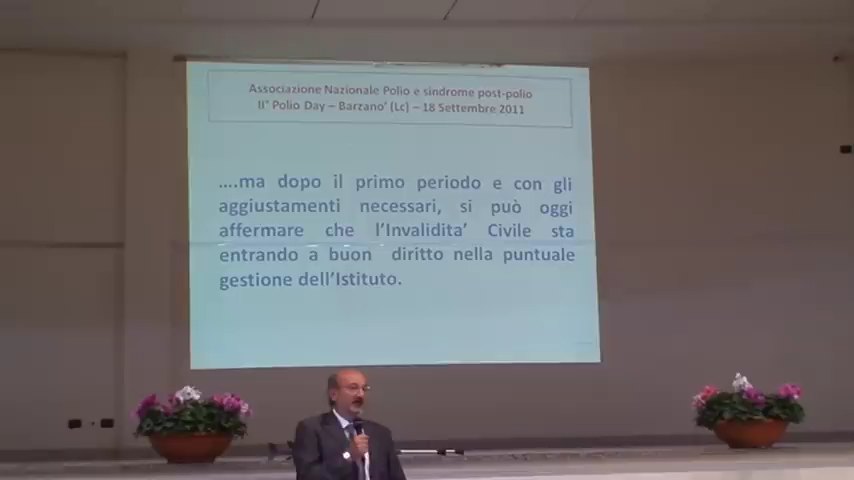 Associazione Nazionale Polio e sindrome post-polio
II° Polio Day – Barzano' (Lc) – 18 Settembre 2011
....ma dopo il primo periodo e con gli
aggiustamenti necessari, si può oggi
affermare che l'Invalidita' Civile sta
entrando a buon diritto nella puntuale
gestione dell'Istituto.